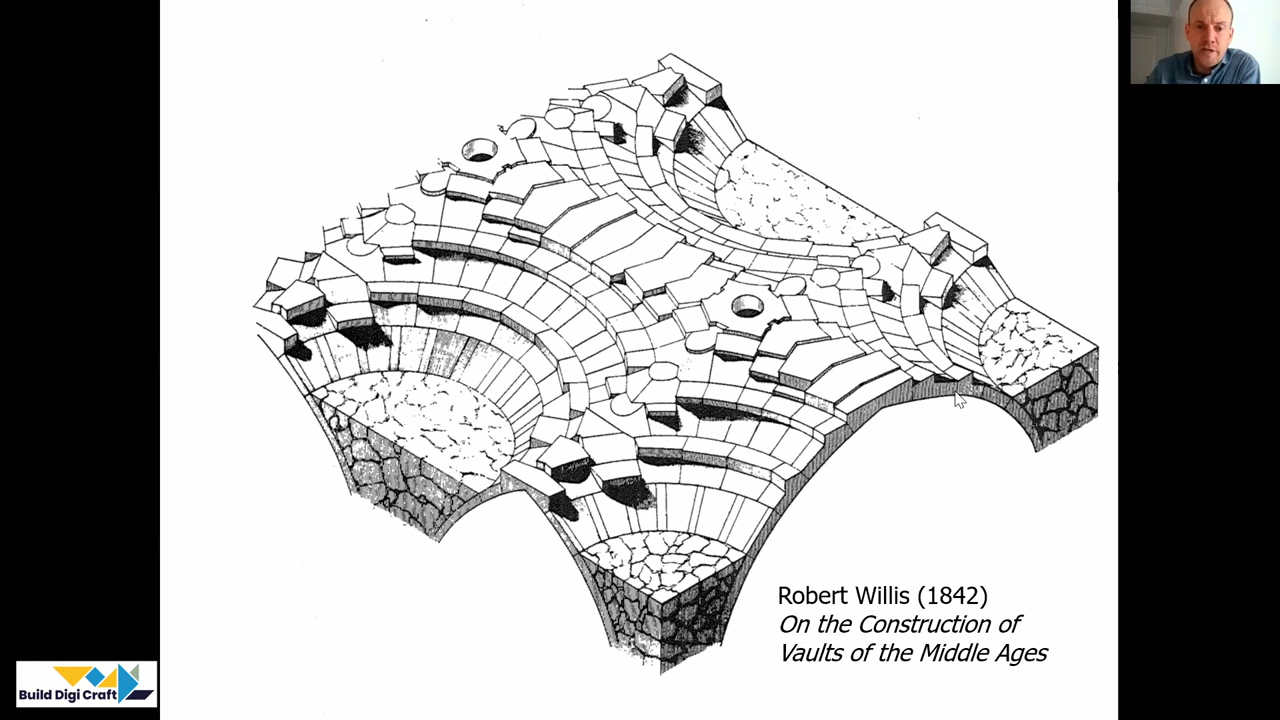 Robert Willis (1842)
On the Construction of
Vaults of the Middle Ages
Build Digi Craft